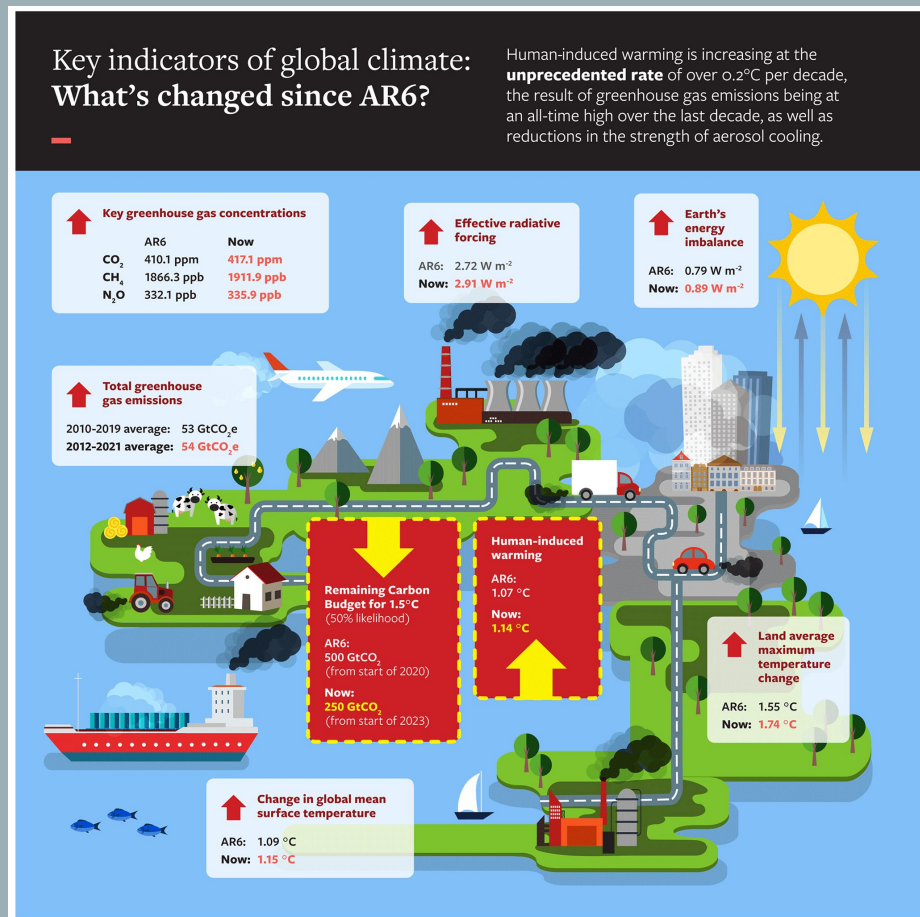 Key indicators of global climate:
What's changed since AR6?
Human-induced warming is increasing at the
unprecedented rate of over 0.2°C per decade,
the result of greenhouse gas emissions being at
an all-time high over the last decade, as well as
reductions in the strength of aerosol cooling.
Key greenhouse gas concentrations
AR6 Now
CO₂ 410.1 ppm 417.1 ppm
CH₄ 1866.3 ppb 1911.9 ppb
N₂O 332.1 ppb 335.9 ppb
Effective radiative
forcing
AR6: 2.72 W m⁻²
Now: 2.91 W m⁻²
Earth's
energy
imbalance
AR6: 0.79 W m⁻²
Now: 0.89 W m⁻²
Total greenhouse
gas emissions
2010-2019 average: 53 GtCO₂e
2012-2021 average: 54 GtCO₂e
Remaining Carbon
Budget for 1.5°C
(50% likelihood)
AR6:
500 GtCO₂
(from start of 2020)
Now:
250 GtCO₂
(from start of 2023)
Human-induced
warming
AR6:
1.07 °C
Now:
1.14 °C
Land average
maximum
temperature
change
AR6: 1.55 °C
Now: 1.74 °C
Change in global mean
surface temperature
AR6: 1.09 °C
Now: 1.15 °C